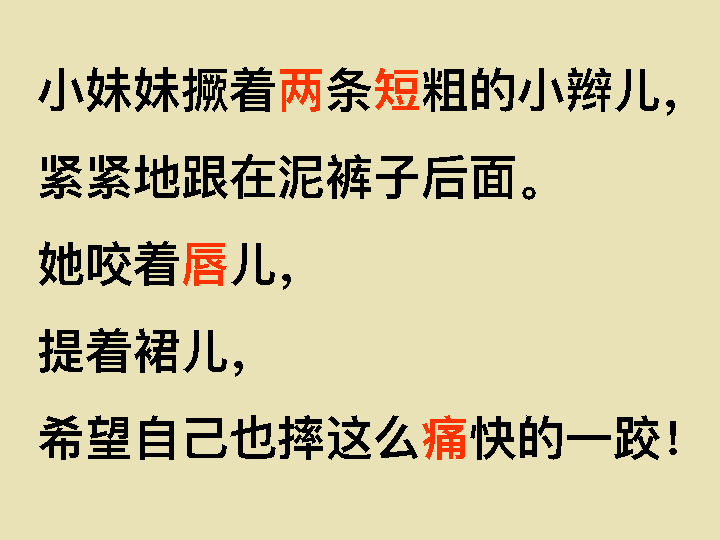 小妹妹撅着两条短粗的小辫儿，
紧紧地跟在泥裤子后面。
她咬着唇儿，
提着裙儿，
希望自己也摔这么痛快的一跤！